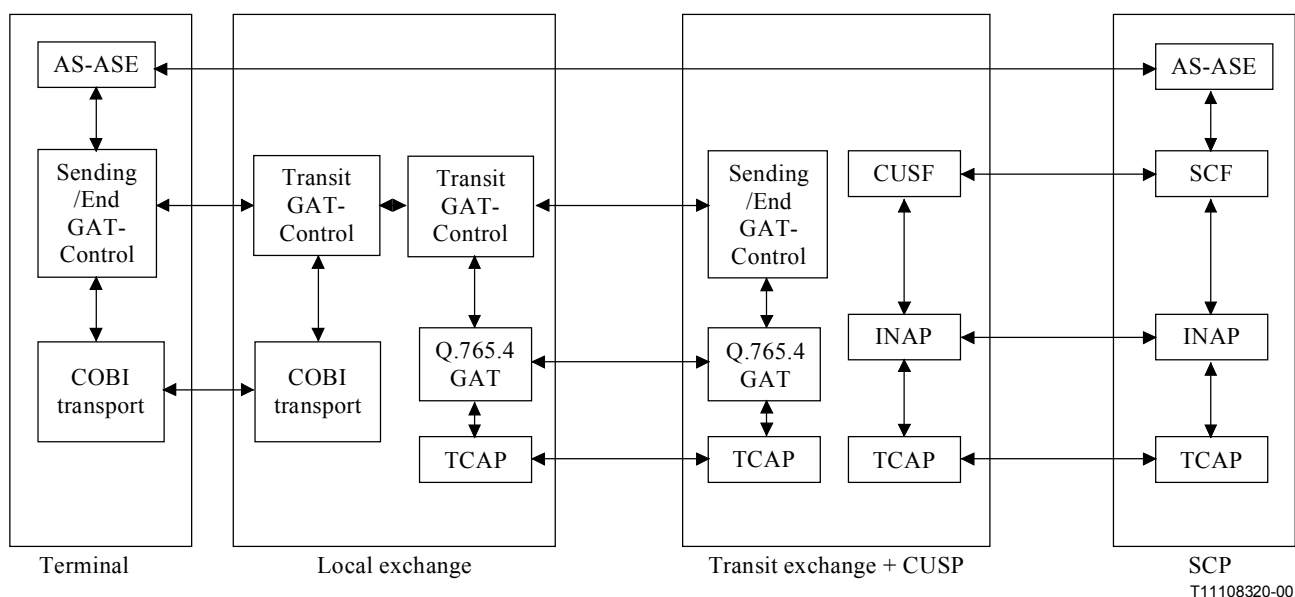 AS-ASE
AS-ASE
Sending
/End
GAT-
Control
Transit
GAT-
Control
Transit
GAT-
Control
Sending
/End
GAT-
Control
CUSF
SCF
COBI
transport
COBI
transport
Q.765.4
GAT
Q.765.4
GAT
INAP
INAP
TCAP
TCAP
TCAP
TCAP
Terminal
Local exchange
Transit exchange + CUSP
SCP
T11108320-00